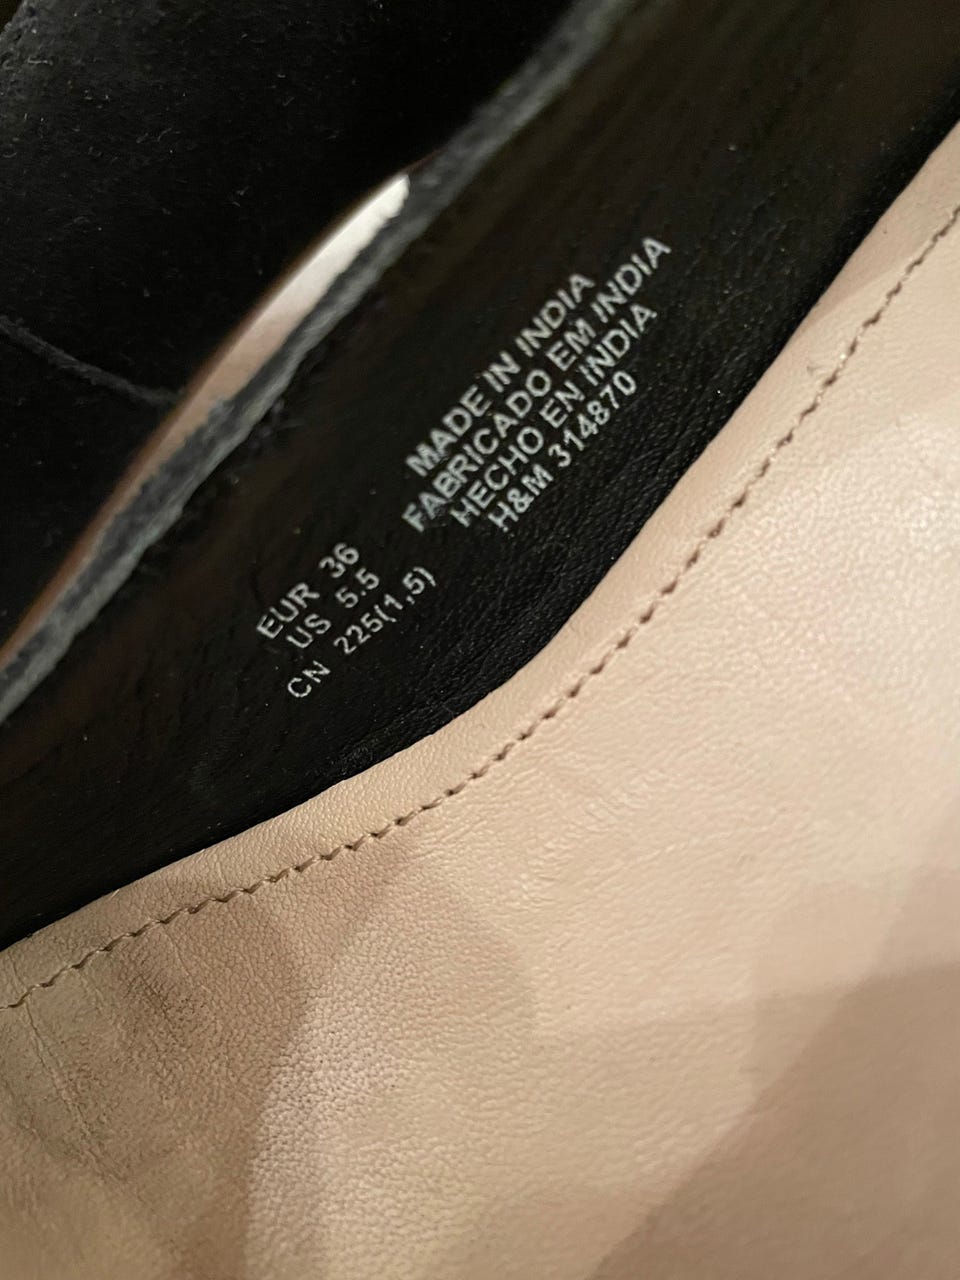 MADE IN INDIA
FABRICADO EM INDIA
HECHO EN INDIA
H&M 314870
EUR 36
US 5.5
CN 225(1,5)